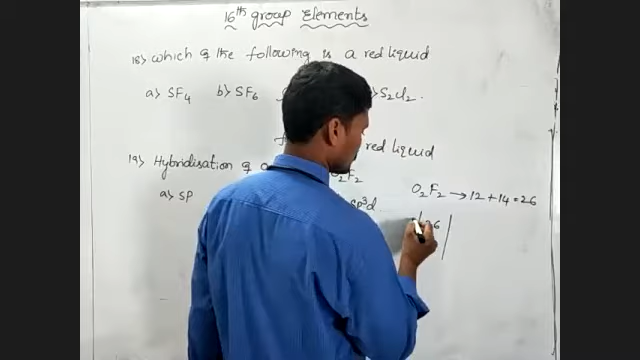 16th group Elements
18> which of the following is a red liquid
a> SF4 b> SF6 > S2Cl2.
red liquid
19> Hybridisation of O2F2
a> SP SP3d
O2F2 → 12 + 14 = 26
26